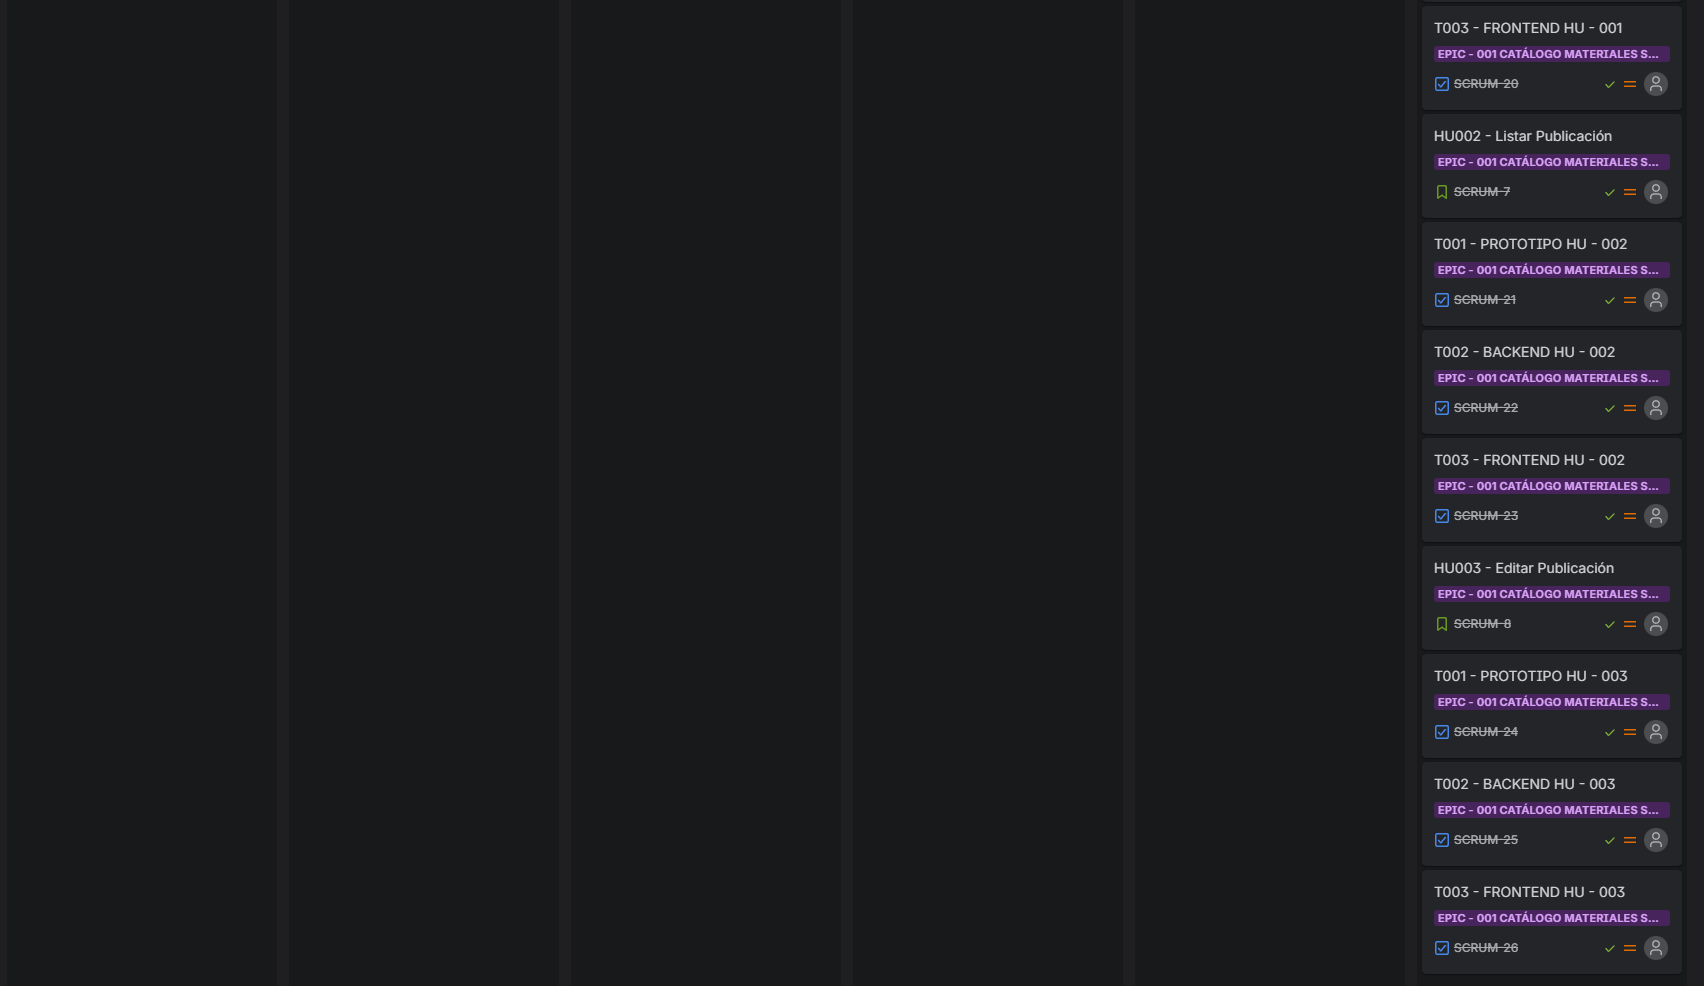 T003 - FRONTEND HU - 001
EPIC - 001 CATÁLOGO MATERIALES S...
SCRUM-20
HU002 - Listar Publicación
EPIC - 001 CATÁLOGO MATERIALES S...
SCRUM-7
T001 - PROTOTIPO HU - 002
EPIC - 001 CATÁLOGO MATERIALES S...
SCRUM-21
T002 - BACKEND HU - 002
EPIC - 001 CATÁLOGO MATERIALES S...
SCRUM-22
T003 - FRONTEND HU - 002
EPIC - 001 CATÁLOGO MATERIALES S...
SCRUM-23
HU003 - Editar Publicación
EPIC - 001 CATÁLOGO MATERIALES S...
SCRUM-8
T001 - PROTOTIPO HU - 003
EPIC - 001 CATÁLOGO MATERIALES S...
SCRUM-24
T002 - BACKEND HU - 003
EPIC - 001 CATÁLOGO MATERIALES S...
SCRUM-25
T003 - FRONTEND HU - 003
EPIC - 001 CATÁLOGO MATERIALES S...
SCRUM-26